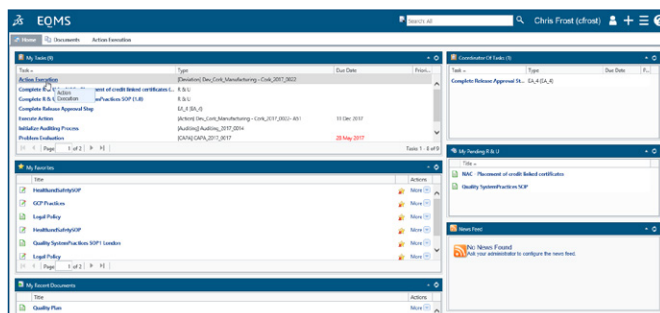 EQMS
Search: All
Chris Frost (cfrost)
Home Documents Action Execution
My Tasks (9)
Task Type Due Date Priori...
Action Execution [Deviation] Dev_Cork_Manufacturing - Cork_2017_0022
Complete R & U of credit linked certificates (... R & U
Complete R & U Practices SOP (1.0) R & U
Action Execution
Complete Release Approval Step EA_4 [EA_4]
Execute Action [Action] Dev_Cork_Manufacturing - Cork_2017_0022- A01 11 Dec 2017
Initialize Auditing Process [Auditing] Auditing_2017_0014
Problem Evaluation [CAPA] CAPA_2017_0017 28 May 2017
Page 1 of 2 Tasks 1 - 8 of 9
My Favorites
Title Actions
HealthandSafetySOP More
GCP Practices More
Legal Policy More
HealthandSafetySOP More
Quality SystemPractices SOP1 London More
Legal Policy More
Page 1 of 2
My Recent Documents
Title Actions
Quality Plan More
Coordinator Of Tasks (1)
Task Type Due Date P...
Complete Release Approval St... EA_4 [EA_4]
My Pending R & U
Title
NAC - Placement of credit linked certificates
Quality SystemPractices SOP
News Feed
No News Found
Ask your administrator to configure the news feed.